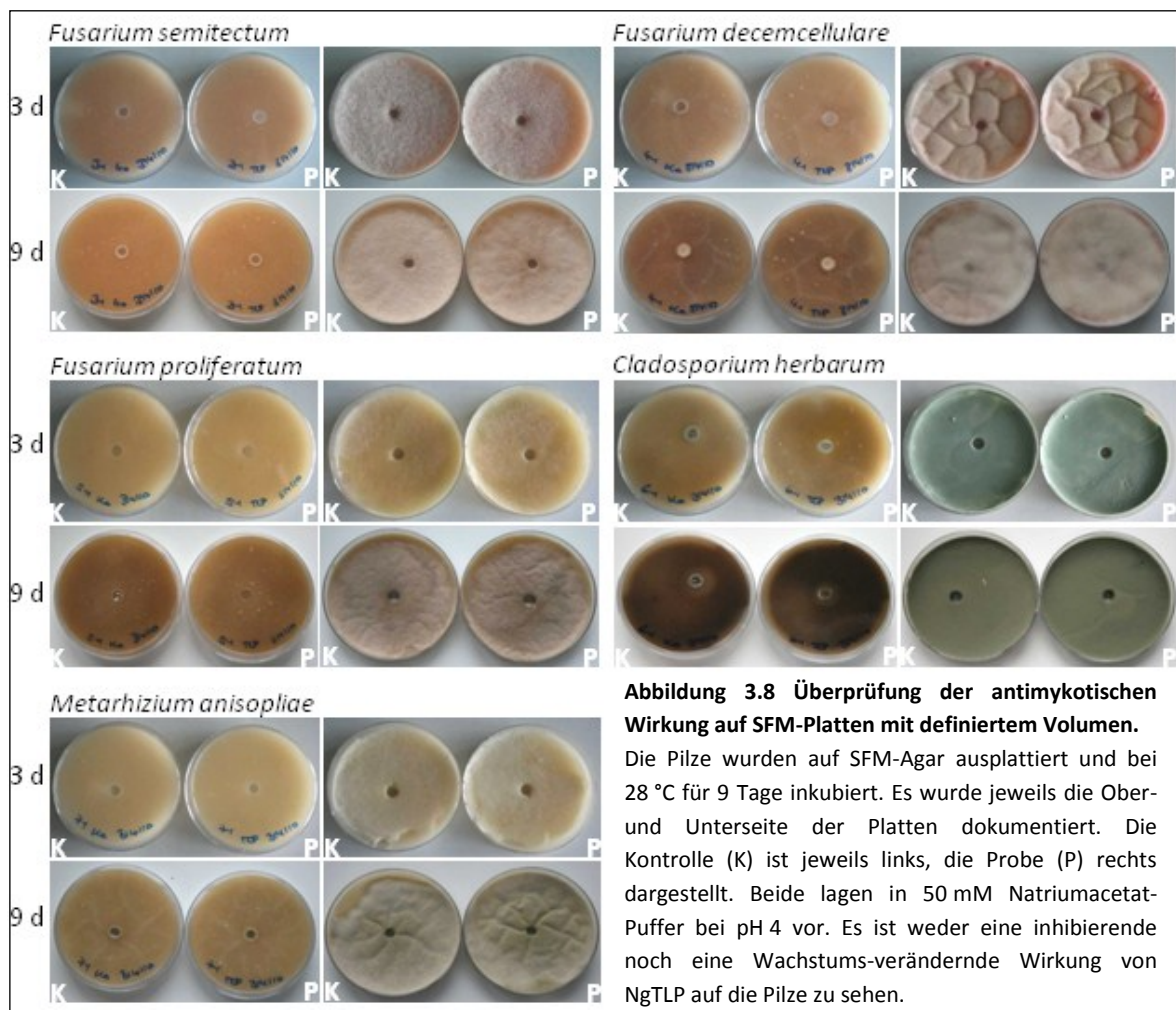 Fusarium semitectum
Fusarium decemcellulare
3 d
K P K P K P K P
9 d
K P K P K P K P
Fusarium proliferatum
Cladosporium herbarum
3 d
K P K P K P K P
9 d
K P K P K P K P
Metarhizium anisopliae
3 d
K P K P
9 d
K P K P
Abbildung 3.8 Überprüfung der antimykotischen
Wirkung auf SFM-Platten mit definiertem Volumen.
Die Pilze wurden auf SFM-Agar ausplattiert und bei
28 °C für 9 Tage inkubiert. Es wurde jeweils die Ober-
und Unterseite der Platten dokumentiert. Die
Kontrolle (K) ist jeweils links, die Probe (P) rechts
dargestellt. Beide lagen in 50 mM Natriumacetat-
Puffer bei pH 4 vor. Es ist weder eine inhibierende
noch eine Wachstums-verändernde Wirkung von
NgTLP auf die Pilze zu sehen.